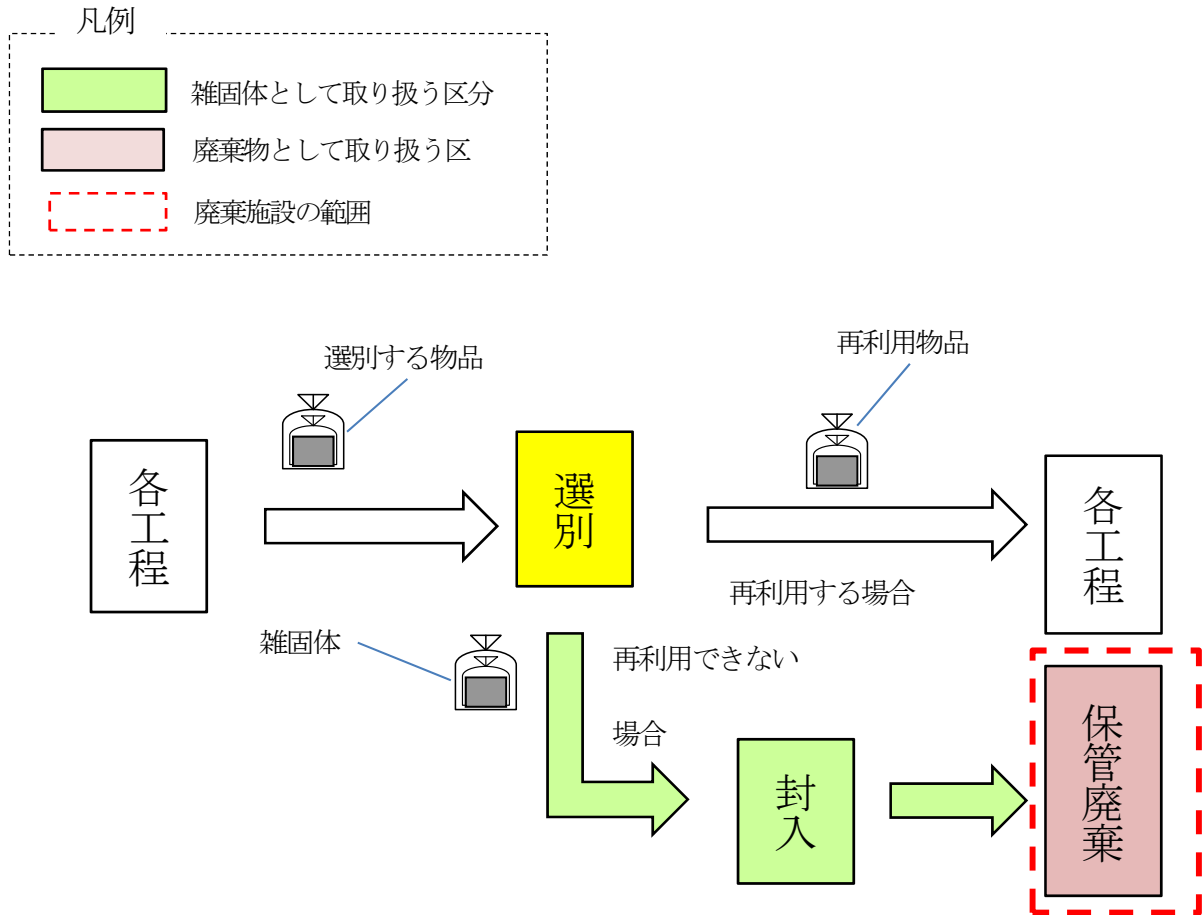 凡例
雑固体として取り扱う区分
廃棄物として取り扱う区
廃棄施設の範囲
選別する物品
再利用物品
各工程
選別
各工程
再利用する場合
雑固体
再利用できない
場合
封入
保管廃棄